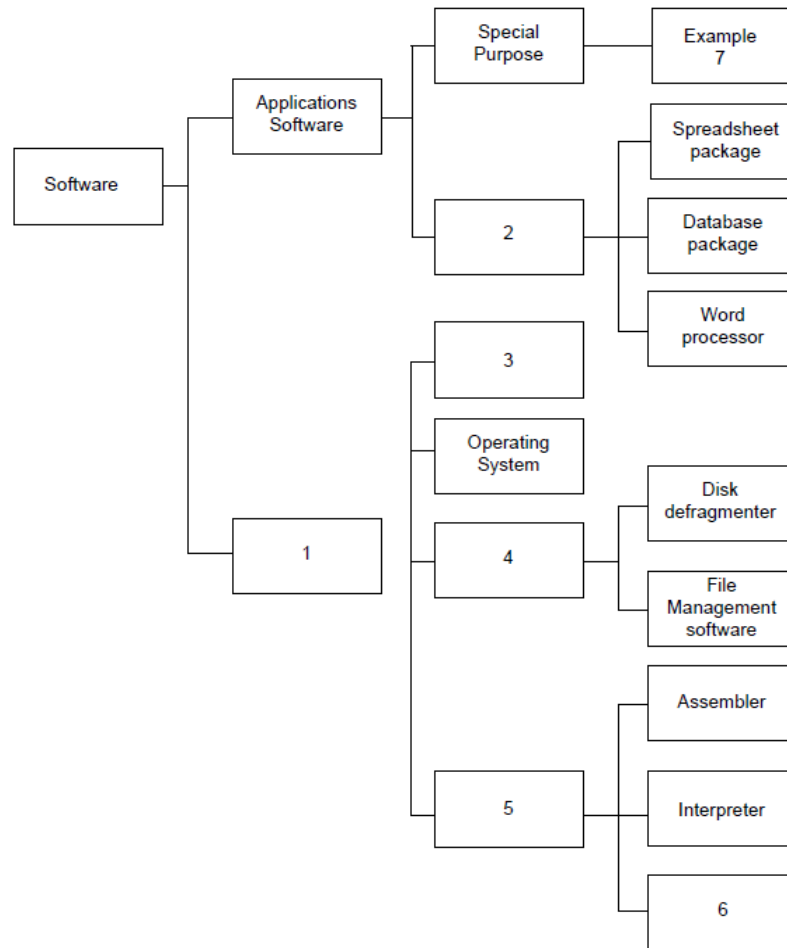 Special
Purpose
Example
7
Applications
Software
Spreadsheet
package
Software
2
Database
package
Word
processor
3
Operating
System
Disk
defragmenter
1
4
File
Management
software
Assembler
5
Interpreter
6